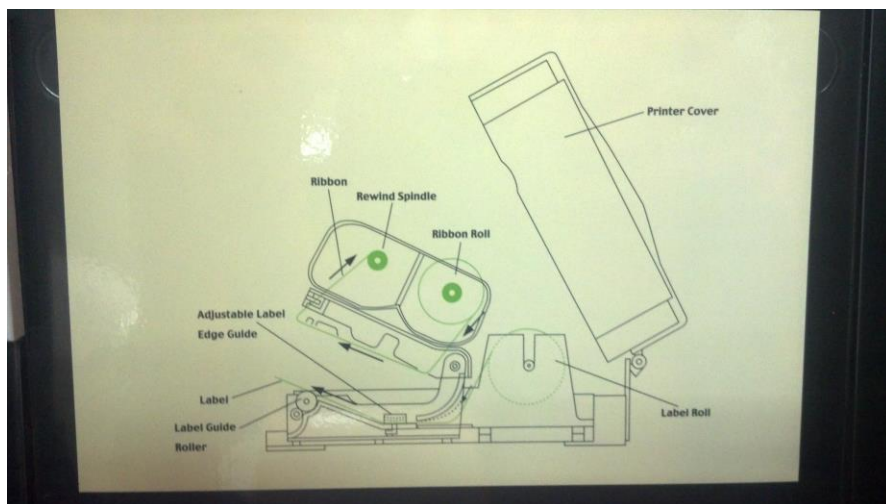 Printer Cover
Ribbon
Rewind Spindle
Ribbon Roll
Adjustable Label
Edge Guide
Label
Label Guide
Roller
Label Roll